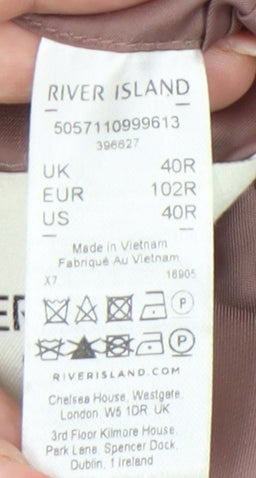 RIVER ISLAND
5057110999613
396627
UK 40R
EUR 102R
US 40R
Made in Vietnam
Fabriqué Au Vietnam
X7 16905
P
P
RIVERISLAND.COM
Chelsea House, Westgate,
London, W5 1DR UK
3rd Floor Kilmore House,
Park Lane, Spencer Dock,
Dublin, 1 Ireland